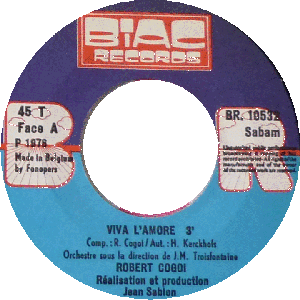 BIAC
RECORDS
45 T
Face A
P 1978
Made in Belgium
by Fonopers
BR. 10532
Sabam
B R
VIVA L'AMORE 3'
Comp.: R. Cogoi / Aut.: H. Kerckhofs
Orchestre sous la direction de J.M. Troisfontaine
ROBERT COGOI
Réalisation et production
Jean Sablon